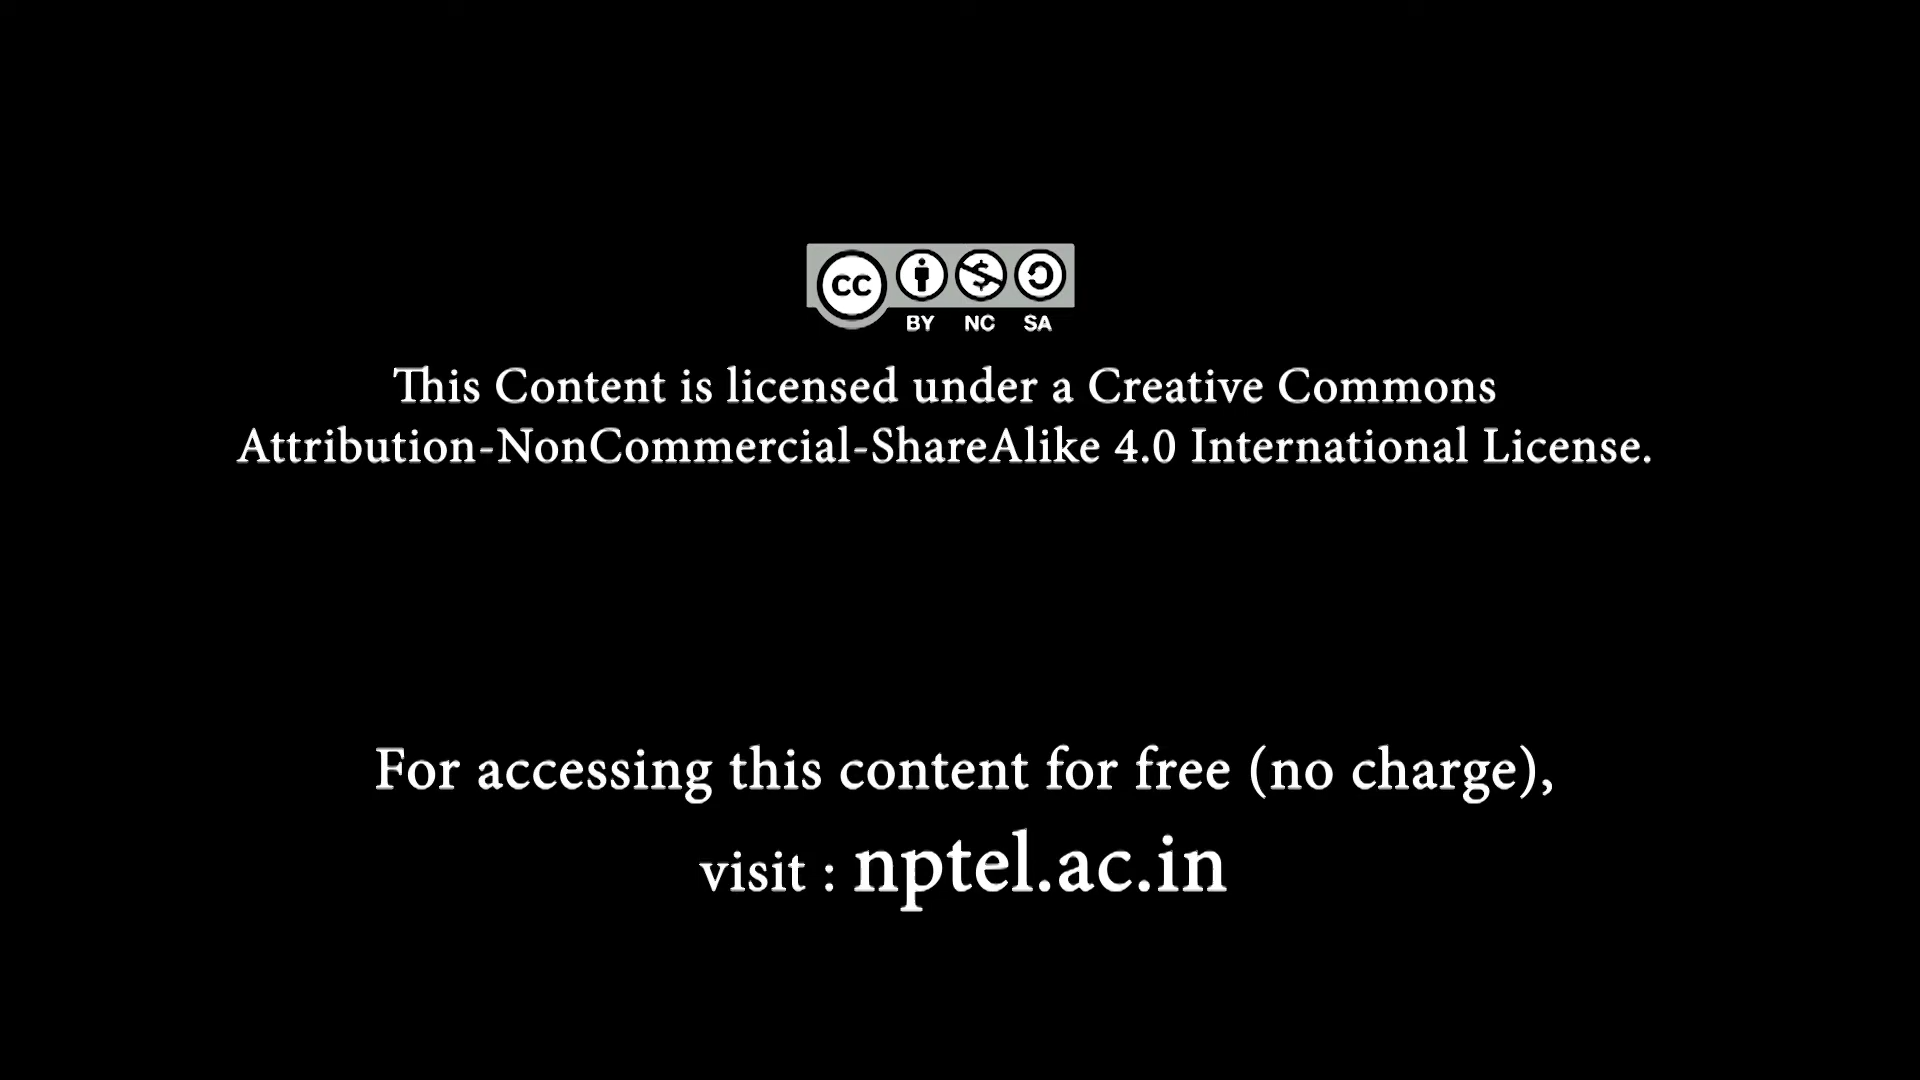 cc
BY NC SA
This Content is licensed under a Creative Commons
Attribution-NonCommercial-ShareAlike 4.0 International License.
For accessing this content for free (no charge),
visit : nptel.ac.in